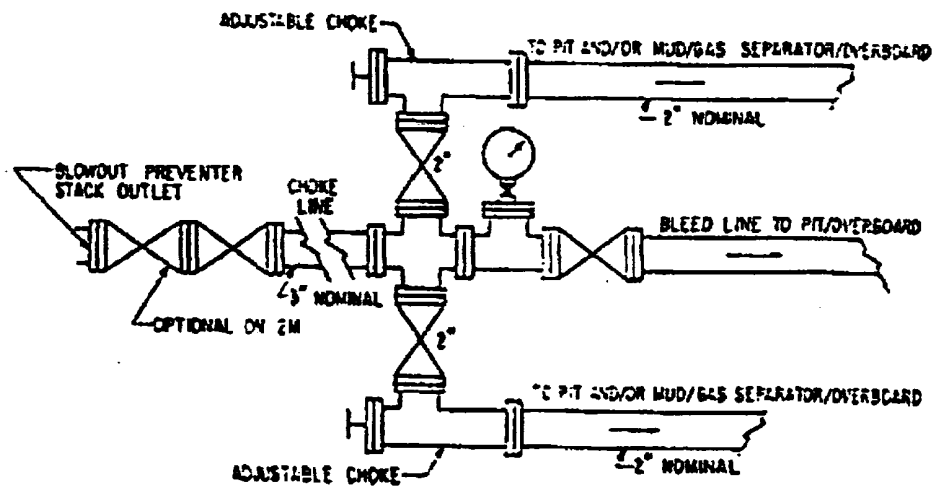 ADJUSTABLE CHOKE
TO PIT AND/OR MUD/GAS SEPARATOR/OVERBOARD
2" NOMINAL
2"
BLOWOUT PREVENTER
STACK OUTLET
CHOKE
LINE
BLEED LINE TO PIT/OVERBOARD
3" NOMINAL
OPTIONAL ON 2M
2"
TO PIT AND/OR MUD/GAS SEPARATOR/OVERBOARD
2" NOMINAL
ADJUSTABLE CHOKE